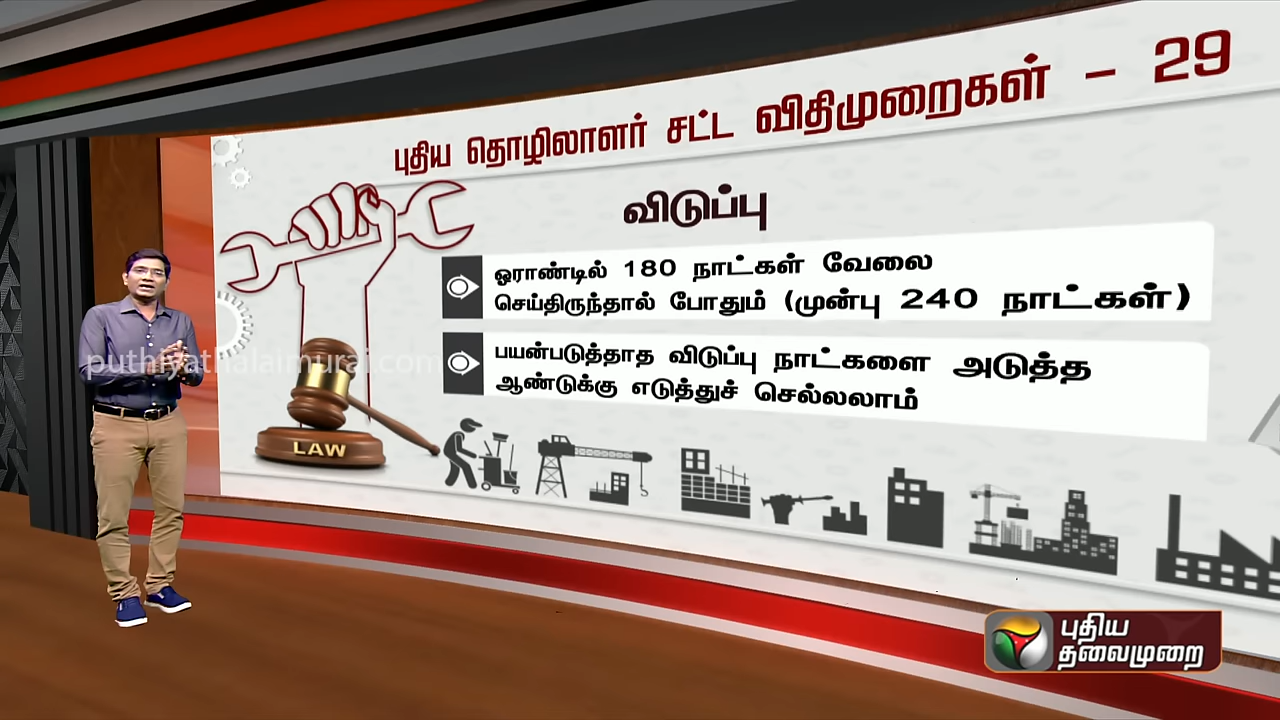 புதிய தொழிலாளர் சட்ட விதிமுறைகள் - 29
விடுப்பு
ஓராண்டில் 180 நாட்கள் வேலை
செய்திருந்தால் போதும் (முன்பு 240 நாட்கள்)
பயன்படுத்தாத விடுப்பு நாட்களை அடுத்த
ஆண்டுக்கு எடுத்துச் செல்லலாம்
LAW
puthiyathalaimurai.com
புதிய
தலைமுறை